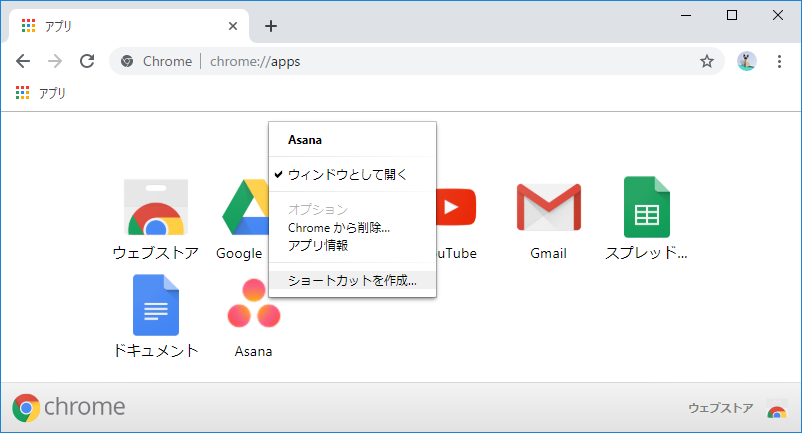 アプリ
Chrome
chrome://apps
アプリ
Asana
ウィンドウとして開く
オプション
Chrome から削除...
アプリ情報
ショートカットを作成...
ウェブストア
Google
Gmail
スプレッド...
ドキュメント
Asana
chrome
ウェブストア